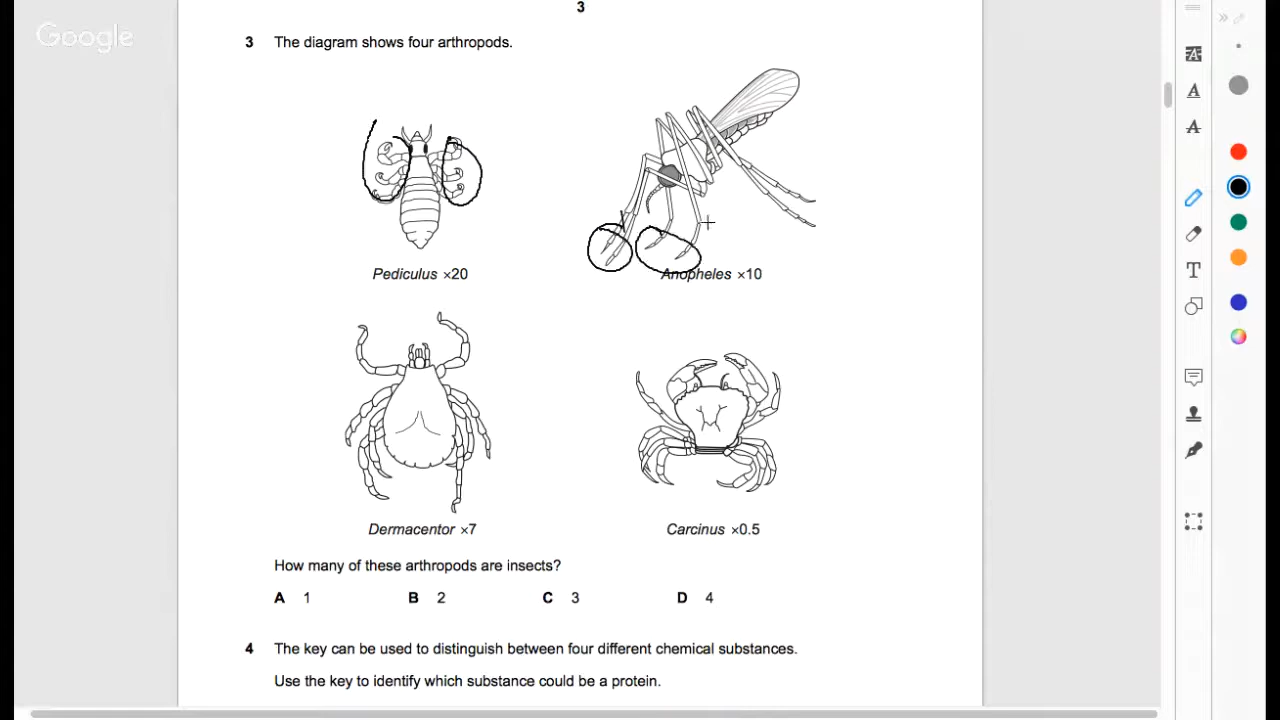 Google
3
3 The diagram shows four arthropods.
Pediculus ×20
Anopheles ×10
Dermacentor ×7
Carcinus ×0.5
How many of these arthropods are insects?
A 1 B 2 C 3 D 4
4 The key can be used to distinguish between four different chemical substances.
Use the key to identify which substance could be a protein.
A
A
A
T